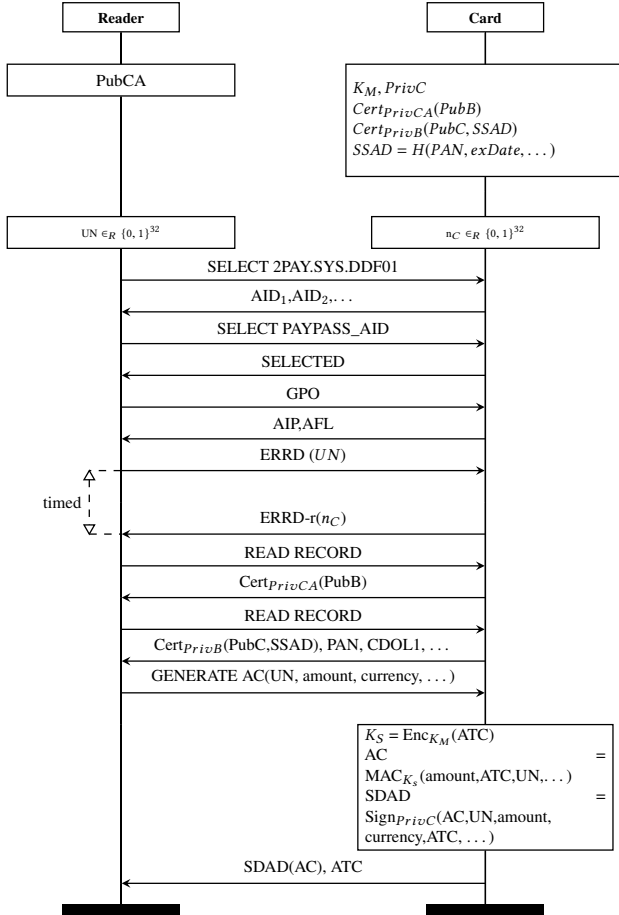 Reader Card
PubCA
K_M, PrivC
Cert_PrivCA(PubB)
Cert_PrivB(PubC, SSAD)
SSAD = H(PAN, exDate, . . . )
UN ∈_R {0, 1}^32
n_C ∈_R {0, 1}^32
SELECT 2PAY.SYS.DDF01
AID_1,AID_2,. . .
SELECT PAYPASS_AID
SELECTED
GPO
AIP,AFL
ERRD (UN)
timed
ERRD-r(n_C)
READ RECORD
Cert_PrivCA(PubB)
READ RECORD
Cert_PrivB(PubC,SSAD), PAN, CDOL1, . . .
GENERATE AC(UN, amount, currency, . . . )
K_S = Enc_K_M(ATC)
AC =
MAC_K_s(amount,ATC,UN,. . . )
SDAD =
Sign_PrivC(AC,UN,amount,
currency,ATC, . . . )
SDAD(AC), ATC